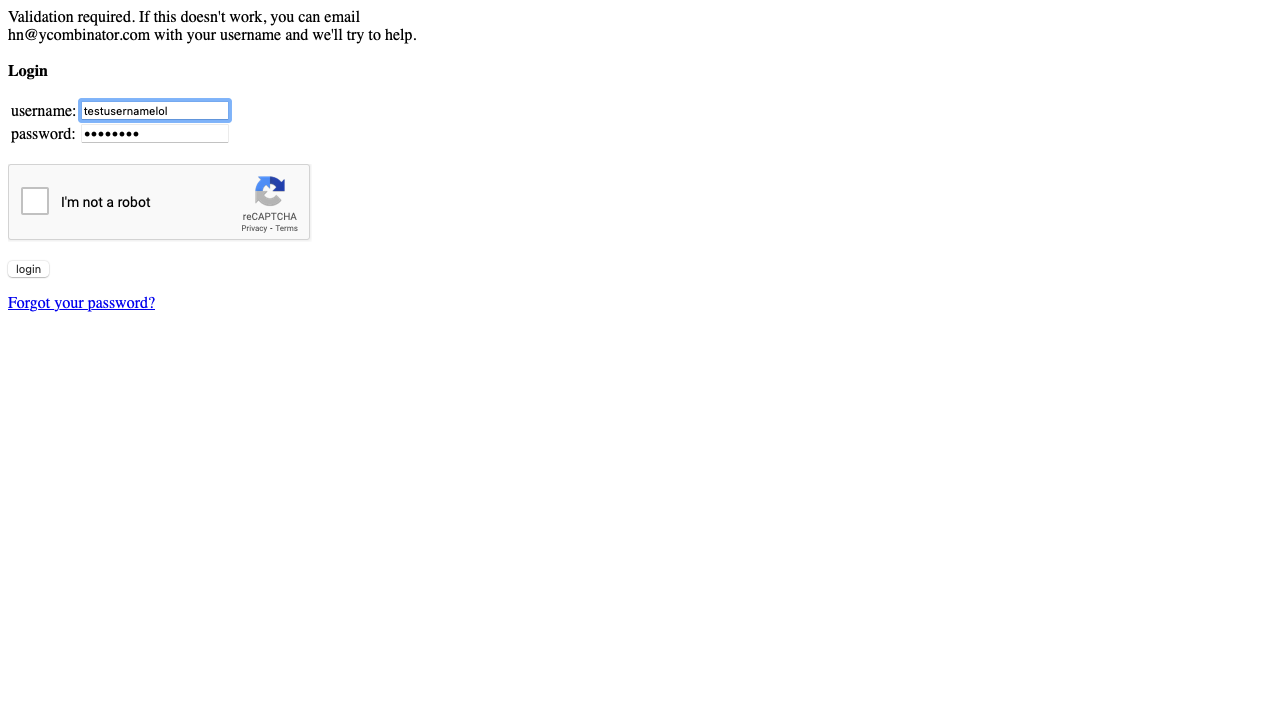 Validation required. If this doesn't work, you can email
hn@ycombinator.com with your username and we'll try to help.
Login
username: testusernamelol
password: ••••••••
I'm not a robot
reCAPTCHA
Privacy - Terms
login
Forgot your password?